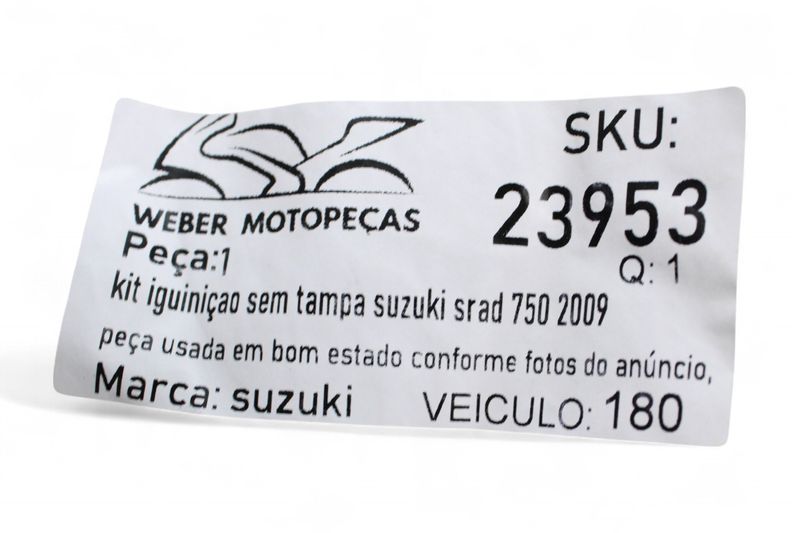 WEBER MOTOPEÇAS
SKU:
23953
Peça:1
Q: 1
kit iguiniçao sem tampa suzuki srad 750 2009
peça usada em bom estado conforme fotos do anúncio,
Marca: suzuki
VEICULO: 180